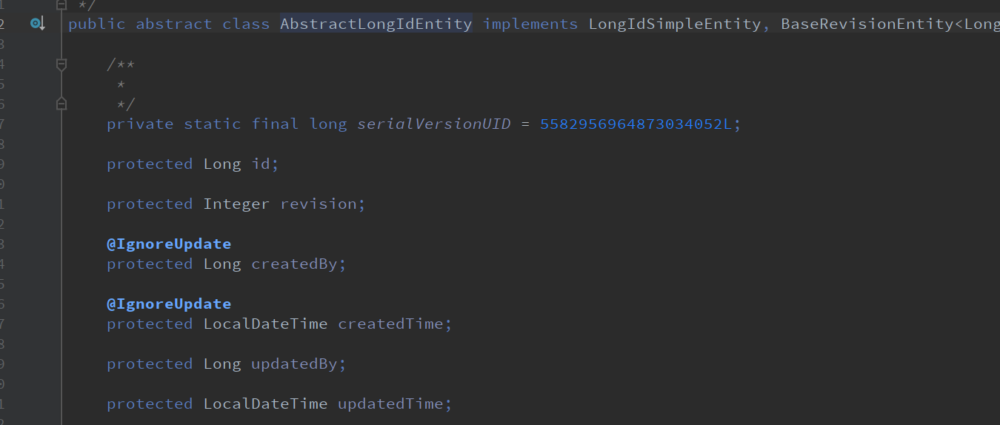 */
public abstract class AbstractLongIdEntity implements LongIdSimpleEntity, BaseRevisionEntity<Long
/**
*
*/
private static final long serialVersionUID = 5582956964873034052L;
protected Long id;
protected Integer revision;
@IgnoreUpdate
protected Long createdBy;
@IgnoreUpdate
protected LocalDateTime createdTime;
protected Long updatedBy;
protected LocalDateTime updatedTime;